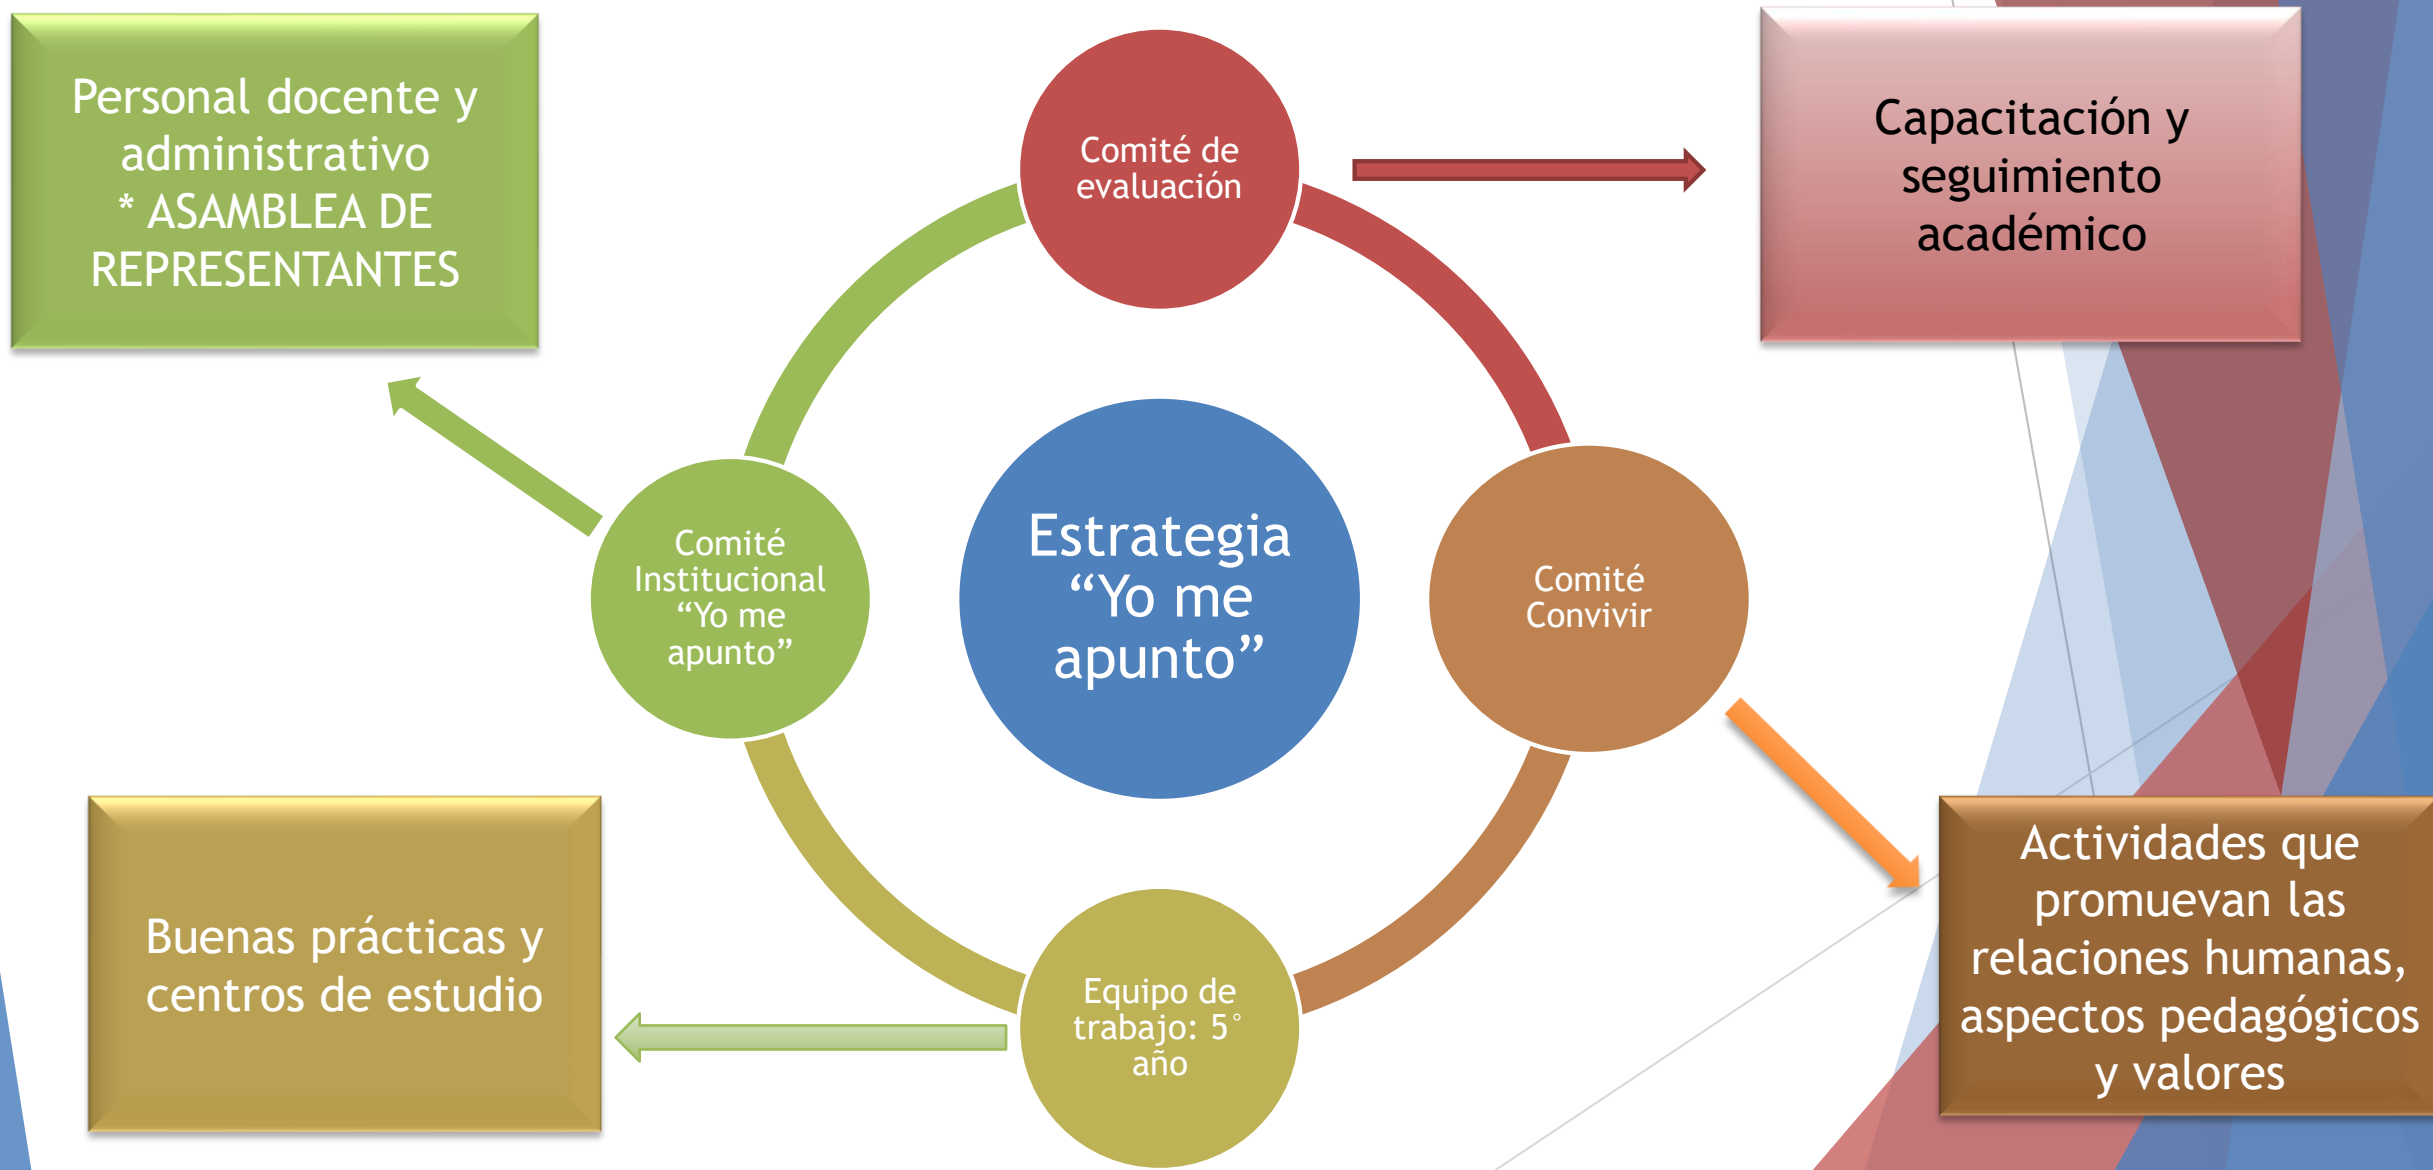 Personal docente y
administrativo
* ASAMBLEA DE
REPRESENTANTES
Comité de
evaluación
Capacitación y
seguimiento
académico
Comité
Institucional
“Yo me
apunto”
Estrategia
“Yo me
apunto”
Comité
Convivir
Buenas prácticas y
centros de estudio
Equipo de
trabajo: 5°
año
Actividades que
promuevan las
relaciones humanas,
aspectos pedagógicos
y valores